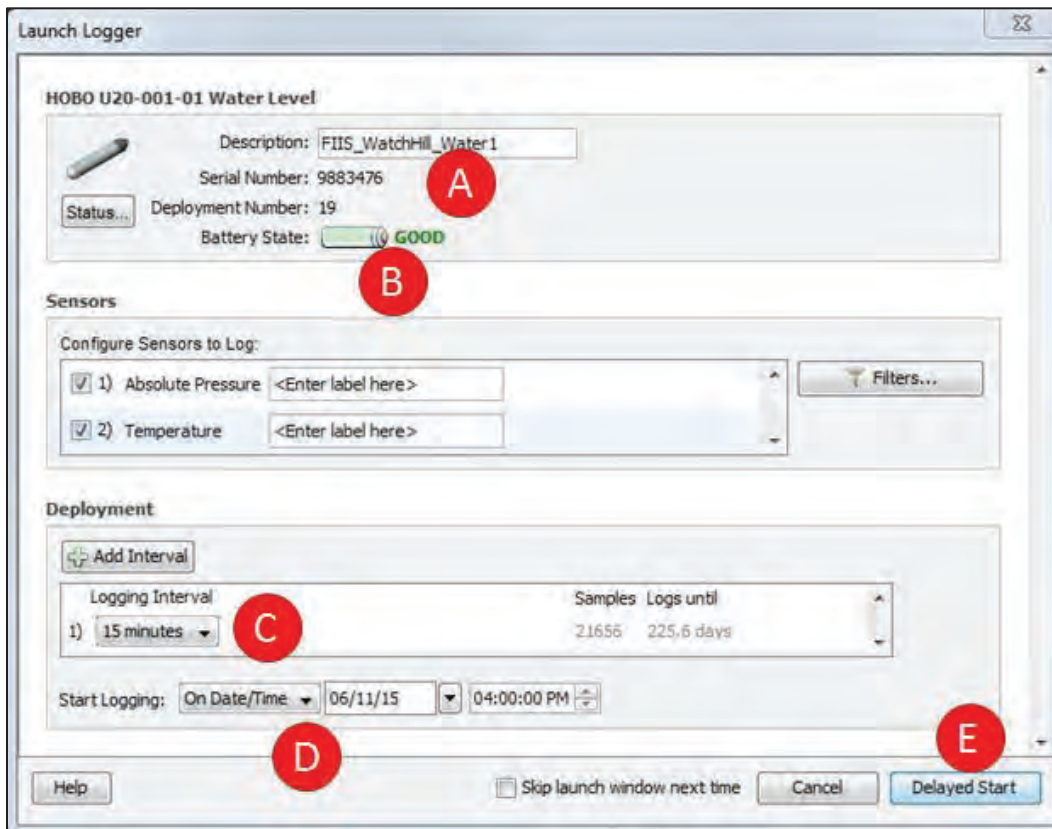 Launch Logger
HOBO U20-001-01 Water Level
Description: FIIS_WatchHill_Water1
A
Serial Number: 9883476
Status... Deployment Number: 19
Battery State: GOOD
B
Sensors
Configure Sensors to Log:
1) Absolute Pressure <Enter label here> Filters...
2) Temperature <Enter label here>
Deployment
Add Interval
Logging Interval Samples Logs until
1) 15 minutes C 21656 225.6 days
Start Logging: On Date/Time 06/11/15 04:00:00 PM
D
E
Help Skip launch window next time Cancel Delayed Start